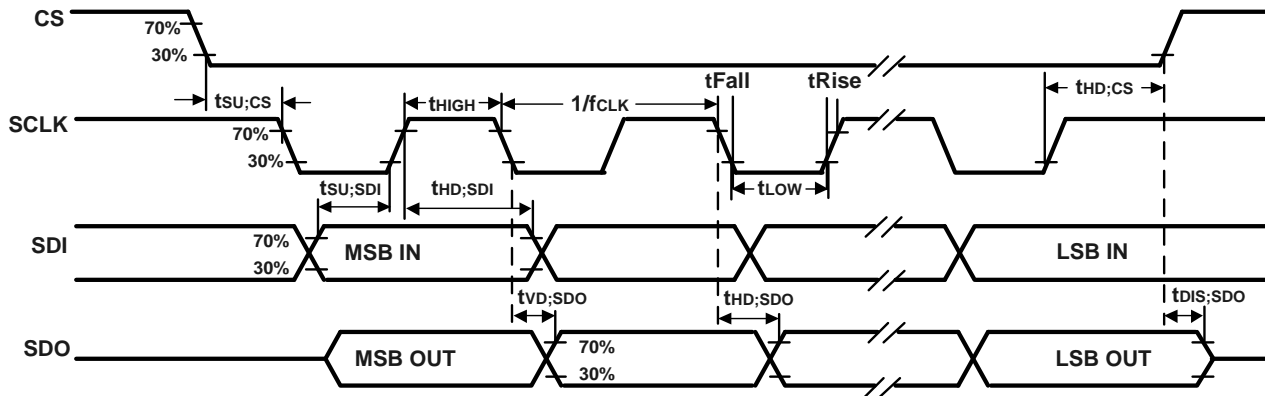 CS
70%
30%
tFall
tRise
tHD;CS
tSU;CS
tHIGH
1/fCLK
SCLK
70%
30%
tSU;SDI
tHD;SDI
tLOW
SDI
70%
30%
MSB IN
LSB IN
tVD;SDO
tHD;SDO
tDIS;SDO
SDO
MSB OUT
70%
30%
LSB OUT